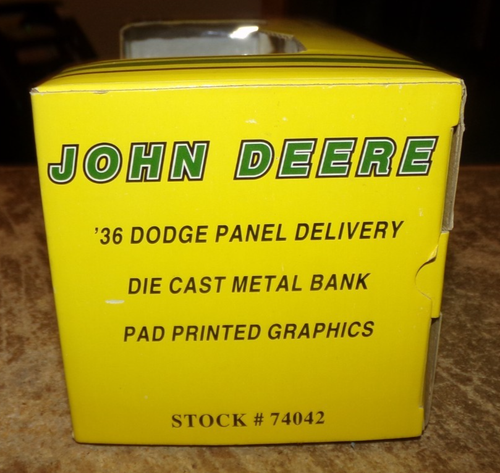 JOHN DEERE
'36 DODGE PANEL DELIVERY
DIE CAST METAL BANK
PAD PRINTED GRAPHICS
STOCK # 74042